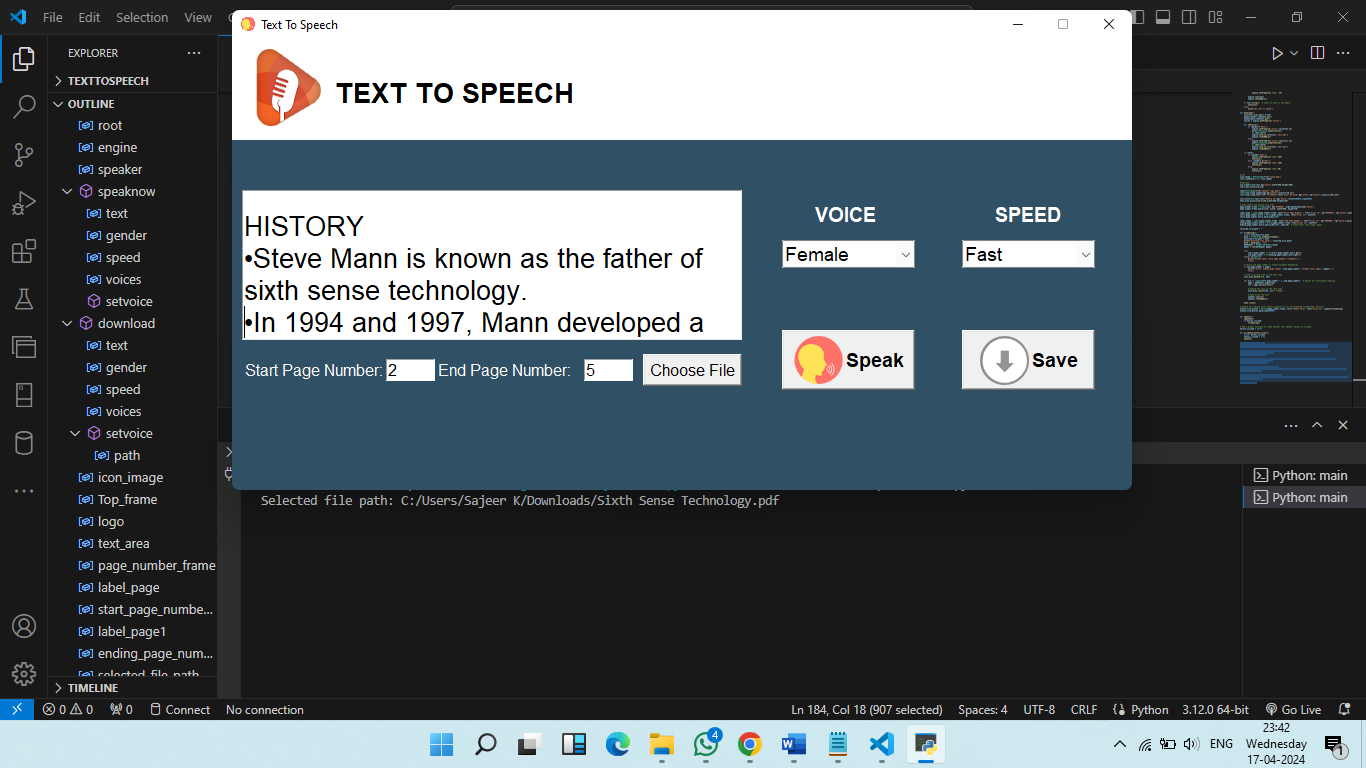 File Edit Selection View
Text To Speech
TEXT TO SPEECH
EXPLORER
TEXTTOSPEECH
OUTLINE
root
engine
speaker
speaknow
text
gender
speed
voices
setvoice
download
text
gender
speed
voices
setvoice
path
icon_image
Top_frame
logo
text_area
page_number_frame
label_page
start_page_numbe...
label_page1
ending_page_num...
selected_file_path
TIMELINE
HISTORY
•Steve Mann is known as the father of
sixth sense technology.
•In 1994 and 1997, Mann developed a
Start Page Number: 2 End Page Number: 5 Choose File
VOICE SPEED
Female Fast
Speak Save
Selected file path: C:/Users/Sajeer K/Downloads/Sixth Sense Technology.pdf
Python: main
Python: main
0 0 0 Connect No connection Ln 184, Col 18 (907 selected) Spaces: 4 UTF-8 CRLF Python 3.12.0 64-bit Go Live
4
ENG
23:42
Wednesday
17-04-2024
1